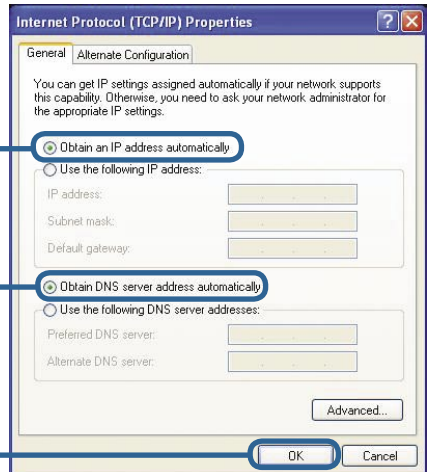 Internet Protocol (TCP/IP) Properties
General
Alternate Configuration
You can get IP settings assigned automatically if your network supports
this capability. Otherwise, you need to ask your network administrator for
the appropriate IP settings.
Obtain an IP address automatically
Use the following IP address:
IP address:
Subnet mask:
Default gateway:
Obtain DNS server address automatically
Use the following DNS server addresses:
Preferred DNS server:
Alternate DNS server:
Advanced...
OK
Cancel